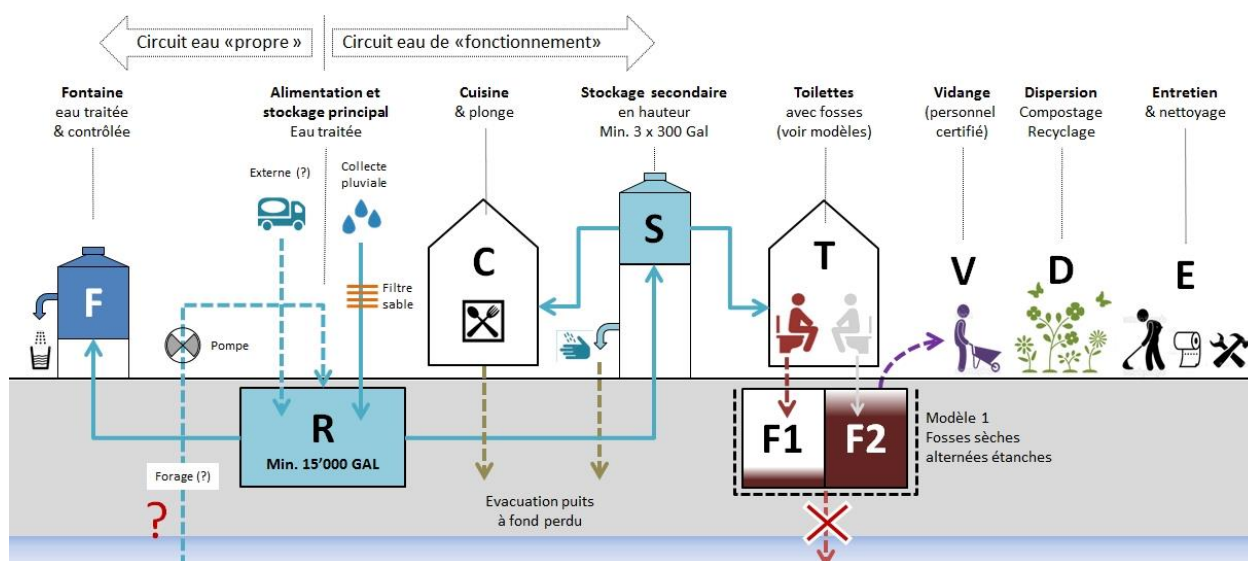 Circuit eau «propre »
Circuit eau de «fonctionnement»
Fontaine
eau traitée
& contrôlée
Alimentation et
stockage principal
Eau traitée
Cuisine
& plonge
Stockage secondaire
en hauteur
Min. 3 x 300 Gal
Toilettes
avec fosses
(voir modèles)
Vidange
(personnel
certifié)
Dispersion
Compostage
Recyclage
Entretien
& nettoyage
Externe (?)
Collecte
pluviale
F
Pompe
Filtre
sable
C
S
T
V
D
E
R
Min. 15’000 GAL
Forage (?)
?
Evacuation puits
à fond perdu
F1
F2
Modèle 1
Fosses sèches
alternées étanches